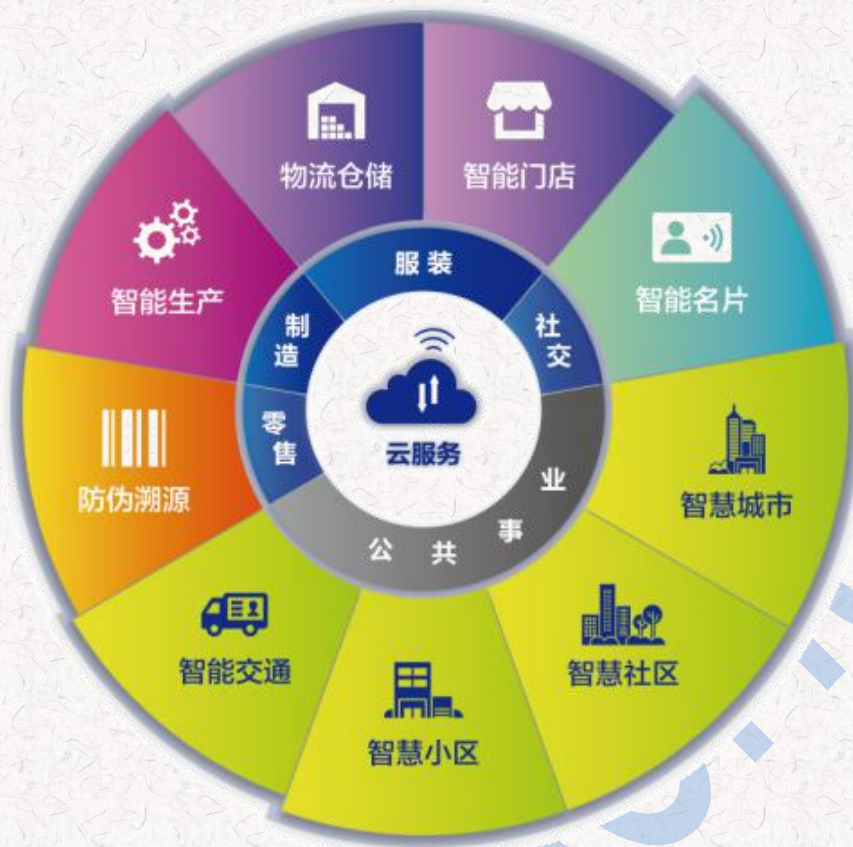 物流仓储
智能门店
智能名片
智慧城市
智慧社区
智慧小区
智能交通
防伪溯源
智能生产
服装
社交
公共事业
零售
制造
云服务